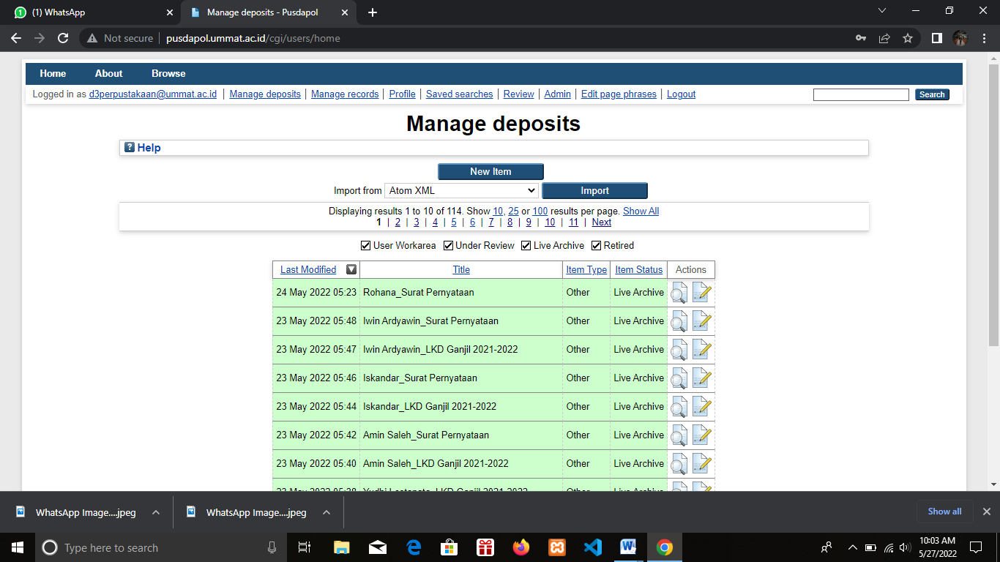 (1) WhatsApp
Manage deposits - Pusdapol
Not secure
pusdapol.ummat.ac.id/cgi/users/home
Home About Browse
Logged in as d3perpustakaan@ummat.ac.id | Manage deposits | Manage records | Profile | Saved searches | Review | Admin | Edit page phrases | Logout
Search
Manage deposits
? Help
New Item
Import from Atom XML Import
Displaying results 1 to 10 of 114. Show 10, 25 or 100 results per page. Show All
1 | 2 | 3 | 4 | 5 | 6 | 7 | 8 | 9 | 10 | 11 | Next
User Workarea Under Review Live Archive Retired
Last Modified Title Item Type Item Status Actions
24 May 2022 05:23 Rohana_Surat Pernyataan Other Live Archive
23 May 2022 05:48 Iwin Ardyawin_Surat Pernyataan Other Live Archive
23 May 2022 05:47 Iwin Ardyawin_LKD Ganjil 2021-2022 Other Live Archive
23 May 2022 05:46 Iskandar_Surat Pernyataan Other Live Archive
23 May 2022 05:44 Iskandar_LKD Ganjil 2021-2022 Other Live Archive
23 May 2022 05:42 Amin Saleh_Surat Pernyataan Other Live Archive
23 May 2022 05:40 Amin Saleh_LKD Ganjil 2021-2022 Other Live Archive
WhatsApp Image....jpeg WhatsApp Image....jpeg Show all
Type here to search
10:03 AM
5/27/2022